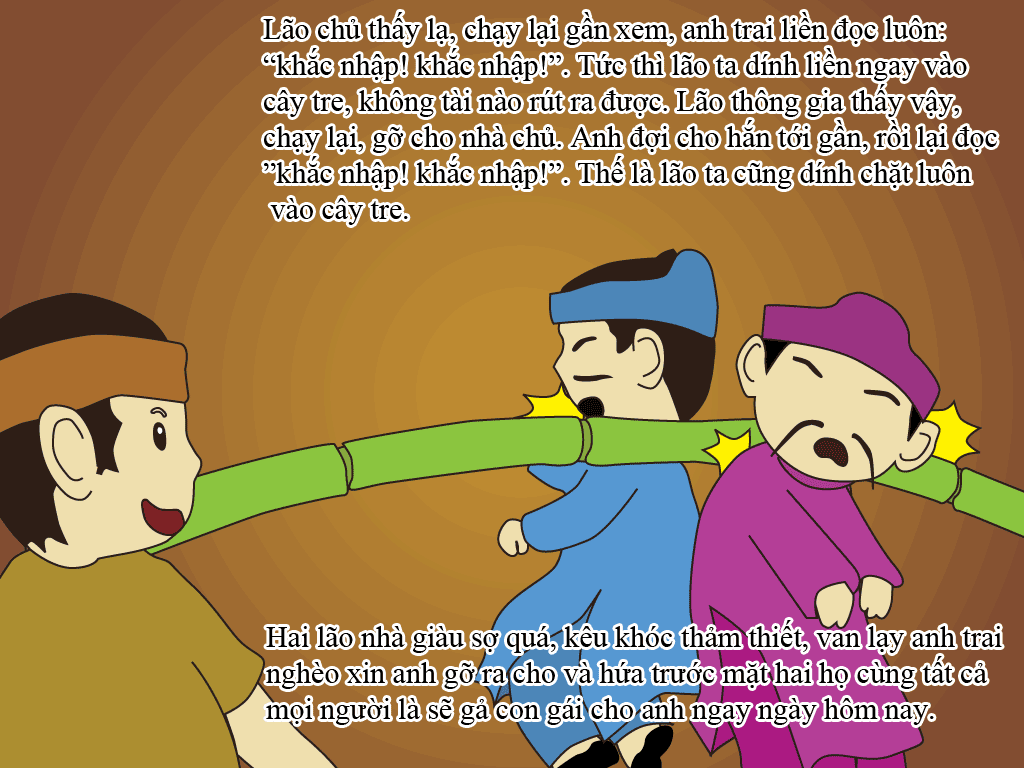 Lão chủ thấy lạ, chạy lại gần xem, anh trai liền đọc luôn:
“khắc nhập! khắc nhập!”. Tức thì lão ta dính liền ngay vào
cây tre, không tài nào rút ra được. Lão thông gia thấy vậy,
chạy lại, gỡ cho nhà chủ. Anh đợi cho hắn tới gần, rồi lại đọc
”khắc nhập! khắc nhập!”. Thế là lão ta cũng dính chặt luôn
vào cây tre.
Hai lão nhà giàu sợ quá, kêu khóc thảm thiết, van lạy anh trai
nghèo xin anh gỡ ra cho và hứa trước mặt hai họ cùng tất cả
mọi người là sẽ gả con gái cho anh ngay ngày hôm nay.